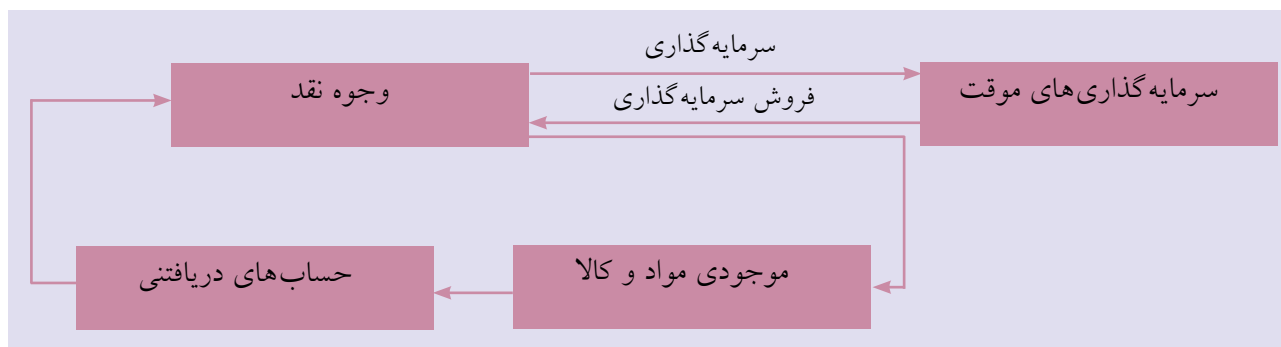 سرمایه‌گذاری
سرمایه‌گذاری‌های موقت
وجوه نقد
فروش سرمایه‌گذاری
موجودی مواد و کالا
حساب‌های دریافتنی